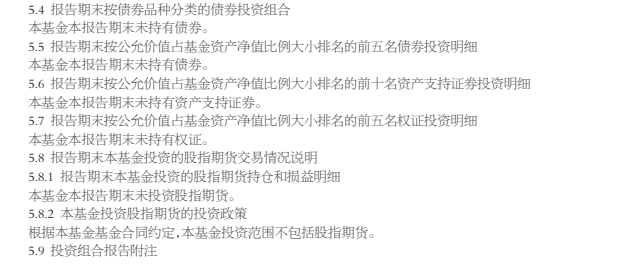 5.4 报告期末按债券品种分类的债券投资组合
本基金本报告期末未持有债券。
5.5 报告期末按公允价值占基金资产净值比例大小排名的前五名债券投资明细
本基金本报告期末未持有债券。
5.6 报告期末按公允价值占基金资产净值比例大小排名的前十名资产支持证券投资明细
本基金本报告期末未持有资产支持证券。
5.7 报告期末按公允价值占基金资产净值比例大小排名的前五名权证投资明细
本基金本报告期末未持有权证。
5.8 报告期末本基金投资的股指期货交易情况说明
5.8.1 报告期末本基金投资的股指期货持仓和损益明细
本基金本报告期末未投资股指期货。
5.8.2 本基金投资股指期货的投资政策
根据本基金基金合同约定,本基金投资范围不包括股指期货。
5.9 投资组合报告附注